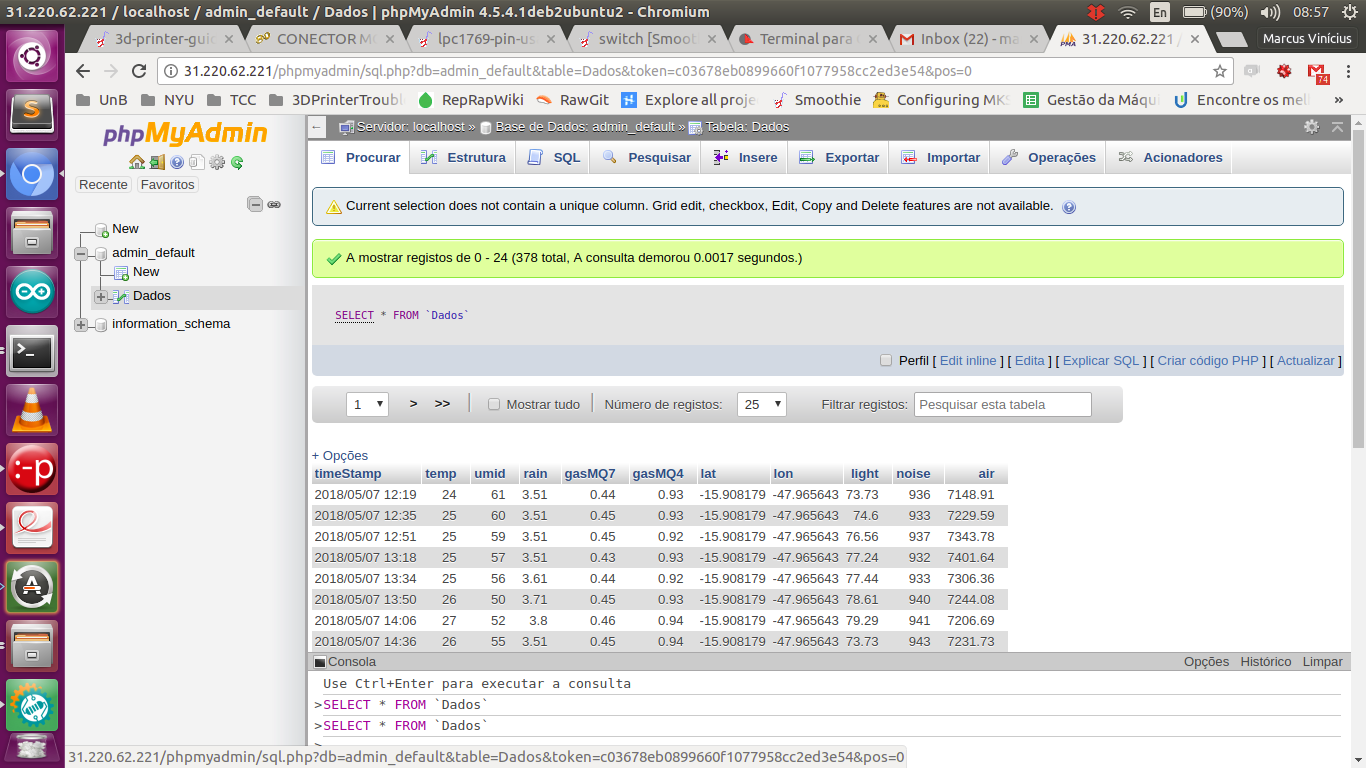 31.220.62.221 / localhost / admin_default / Dados | phpMyAdmin 4.5.4.1deb2ubuntu2 - Chromium
En (90%) 08:57
3d-printer-guid CONECTOR M lpc1769-pin-us switch [Smoot Terminal para Inbox (22) - ma 31.220.62.221 / Marcus Vinícius
31.220.62.221/phpmyadmin/sql.php?db=admin_default&table=Dados&token=c03678eb0899660f1077958cc2ed3e54&pos=0
74
UnB NYU TCC 3DPrinterTroubl RepRapWiki RawGit Explore all proje Smoothie Configuring MKS Gestão da Máqui Encontre os mel »
phpMyAdmin
Recente Favoritos
New
admin_default
New
Dados
information_schema
Servidor: localhost » Base de Dados: admin_default » Tabela: Dados
Procurar Estrutura SQL Pesquisar Insere Exportar Importar Operações Acionadores
Current selection does not contain a unique column. Grid edit, checkbox, Edit, Copy and Delete features are not available.
A mostrar registos de 0 - 24 (378 total, A consulta demorou 0.0017 segundos.)
SELECT * FROM `Dados`
Perfil [ Edit inline ] [ Edita ] [ Explicar SQL ] [ Criar código PHP ] [ Actualizar ]
1 > >> Mostrar tudo Número de registos: 25 Filtrar registos: Pesquisar esta tabela
+ Opções
timeStamp temp umid rain gasMQ7 gasMQ4 lat lon light noise air
2018/05/07 12:19 24 61 3.51 0.44 0.93 -15.908179 -47.965643 73.73 936 7148.91
2018/05/07 12:35 25 60 3.51 0.45 0.93 -15.908179 -47.965643 74.6 933 7229.59
2018/05/07 12:51 25 59 3.51 0.45 0.92 -15.908179 -47.965643 76.56 937 7343.78
2018/05/07 13:18 25 57 3.51 0.43 0.93 -15.908179 -47.965643 77.24 932 7401.64
2018/05/07 13:34 25 56 3.61 0.44 0.92 -15.908179 -47.965643 77.44 933 7306.36
2018/05/07 13:50 26 50 3.71 0.45 0.93 -15.908179 -47.965643 78.61 940 7244.08
2018/05/07 14:06 27 52 3.8 0.46 0.94 -15.908179 -47.965643 79.29 941 7206.69
2018/05/07 14:36 26 55 3.51 0.45 0.94 -15.908179 -47.965643 73.73 943 7231.73
Consola Opções Histórico Limpar
Use Ctrl+Enter para executar a consulta
>SELECT * FROM `Dados`
>SELECT * FROM `Dados`
>
31.220.62.221/phpmyadmin/sql.php?db=admin_default&table=Dados&token=c03678eb0899660f1077958cc2ed3e54&pos=0